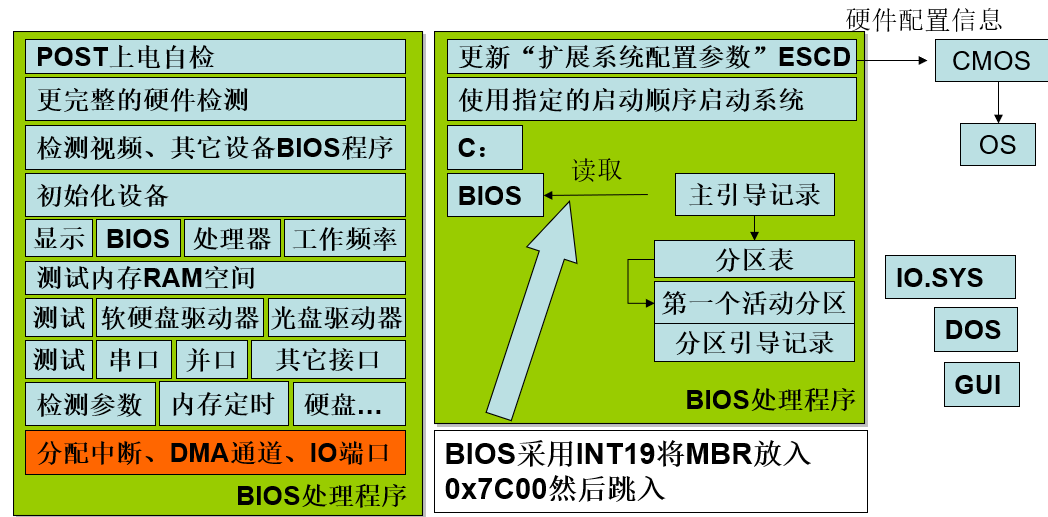 POST上电自检
更完整的硬件检测
检测视频、其它设备BIOS程序
初始化设备
显示 BIOS 处理器 工作频率
测试内存RAM空间
测试 软硬盘驱动器 光盘驱动器
测试 串口 并口 其它接口
检测参数 内存定时 硬盘...
分配中断、DMA通道、IO端口
BIOS处理程序
更新“扩展系统配置参数”ESCD
使用指定的启动顺序启动系统
C：
BIOS
读取
主引导记录
分区表
第一个活动分区
分区引导记录
BIOS处理程序
BIOS采用INT19将MBR放入
0x7C00然后跳入
硬件配置信息
CMOS
OS
IO.SYS
DOS
GUI